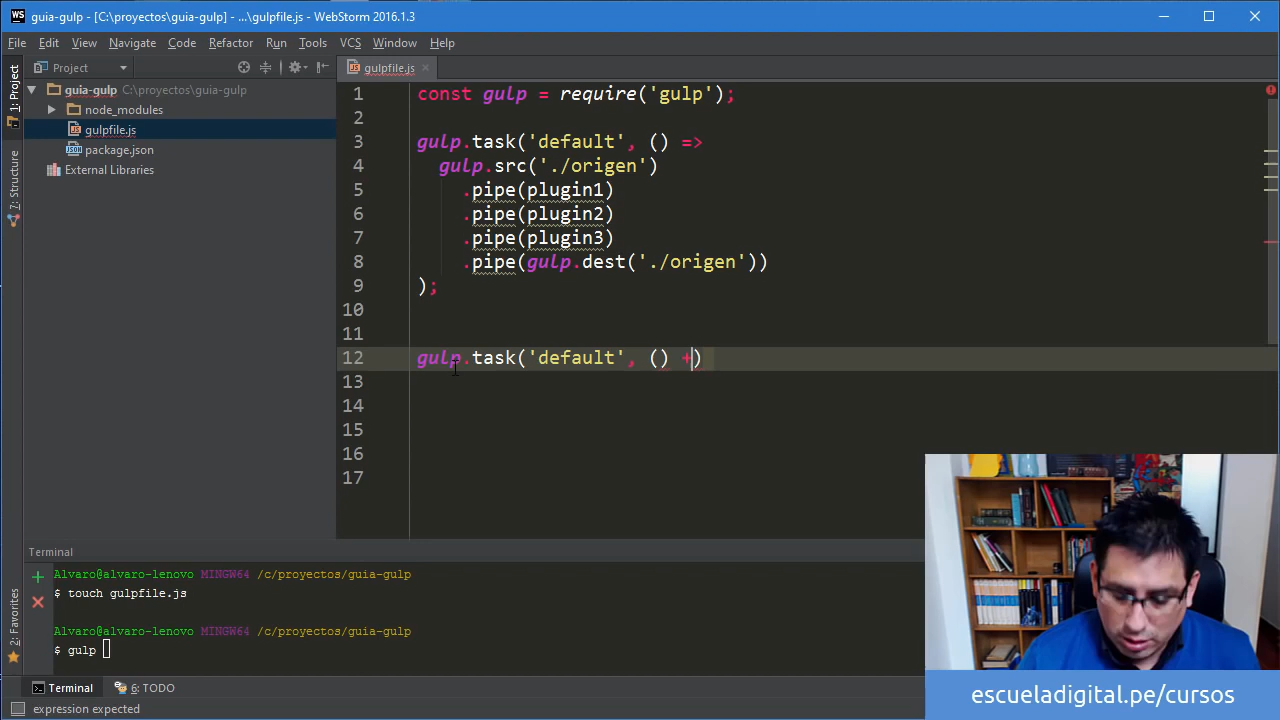 guia-gulp - [C:\proyectos\guia-gulp] - ...\gulpfile.js - WebStorm 2016.1.3
File Edit View Navigate Code Refactor Run Tools VCS Window Help
Project
gulpfile.js
1: Project
guia-gulp C:\proyectos\guia-gulp
node_modules
gulpfile.js
package.json
External Libraries
7: Structure
2: Favorites
1 const gulp = require('gulp');
2
3 gulp.task('default', () =>
4 gulp.src('./origen')
5 .pipe(plugin1)
6 .pipe(plugin2)
7 .pipe(plugin3)
8 .pipe(gulp.dest('./origen'))
9 );
10
11
12 gulp.task('default', () +)
13
14
15
16
17
Terminal
Alvaro@alvaro-lenovo MINGW64 /c/proyectos/guia-gulp
$ touch gulpfile.js
Alvaro@alvaro-lenovo MINGW64 /c/proyectos/guia-gulp
$ gulp
Terminal 6: TODO
expression expected
escueladigital.pe/cursos